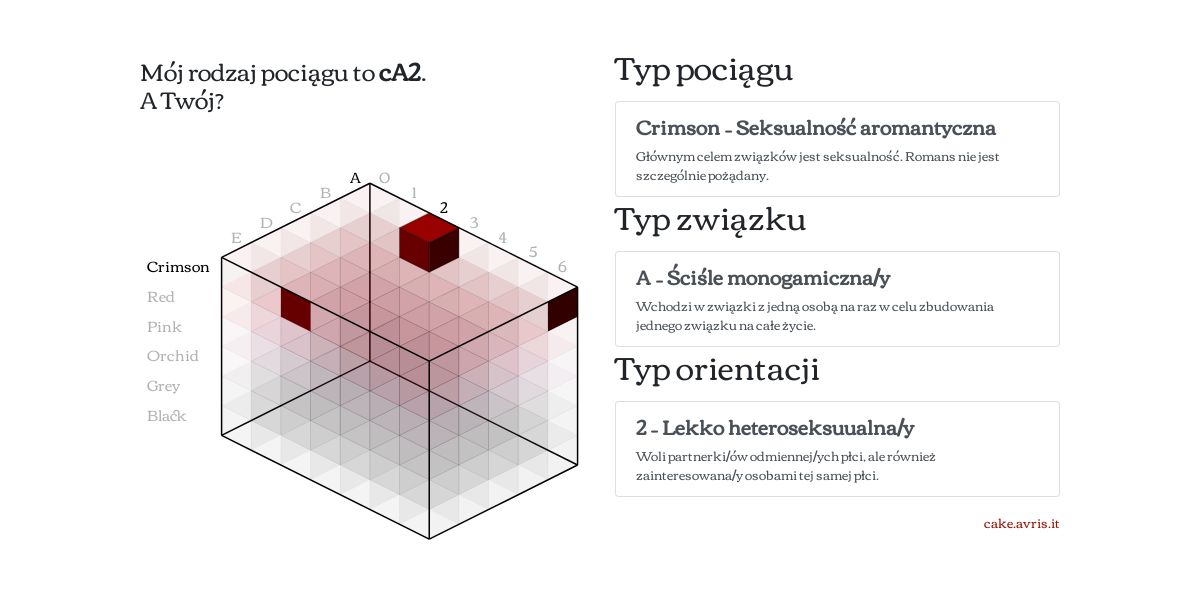 Mój rodzaj pociągu to cA2.
A Twój?
A
O
B
1
C
2
D
3
E
4
5
6
Crimson
Red
Pink
Orchid
Grey
Black
Typ pociągu
Crimson – Seksualność aromantyczna
Głównym celem związków jest seksualność. Romans nie jest
szczególnie pożądany.
Typ związku
A – Ściśle monogamiczna/y
Wchodzi w związki z jedną osobą na raz w celu zbudowania
jednego związku na całe życie.
Typ orientacji
2 – Lekko heteroseksuualna/y
Woli partnerki/ów odmiennej/ych płci, ale również
zainteresowana/y osobami tej samej płci.
cake.avris.it